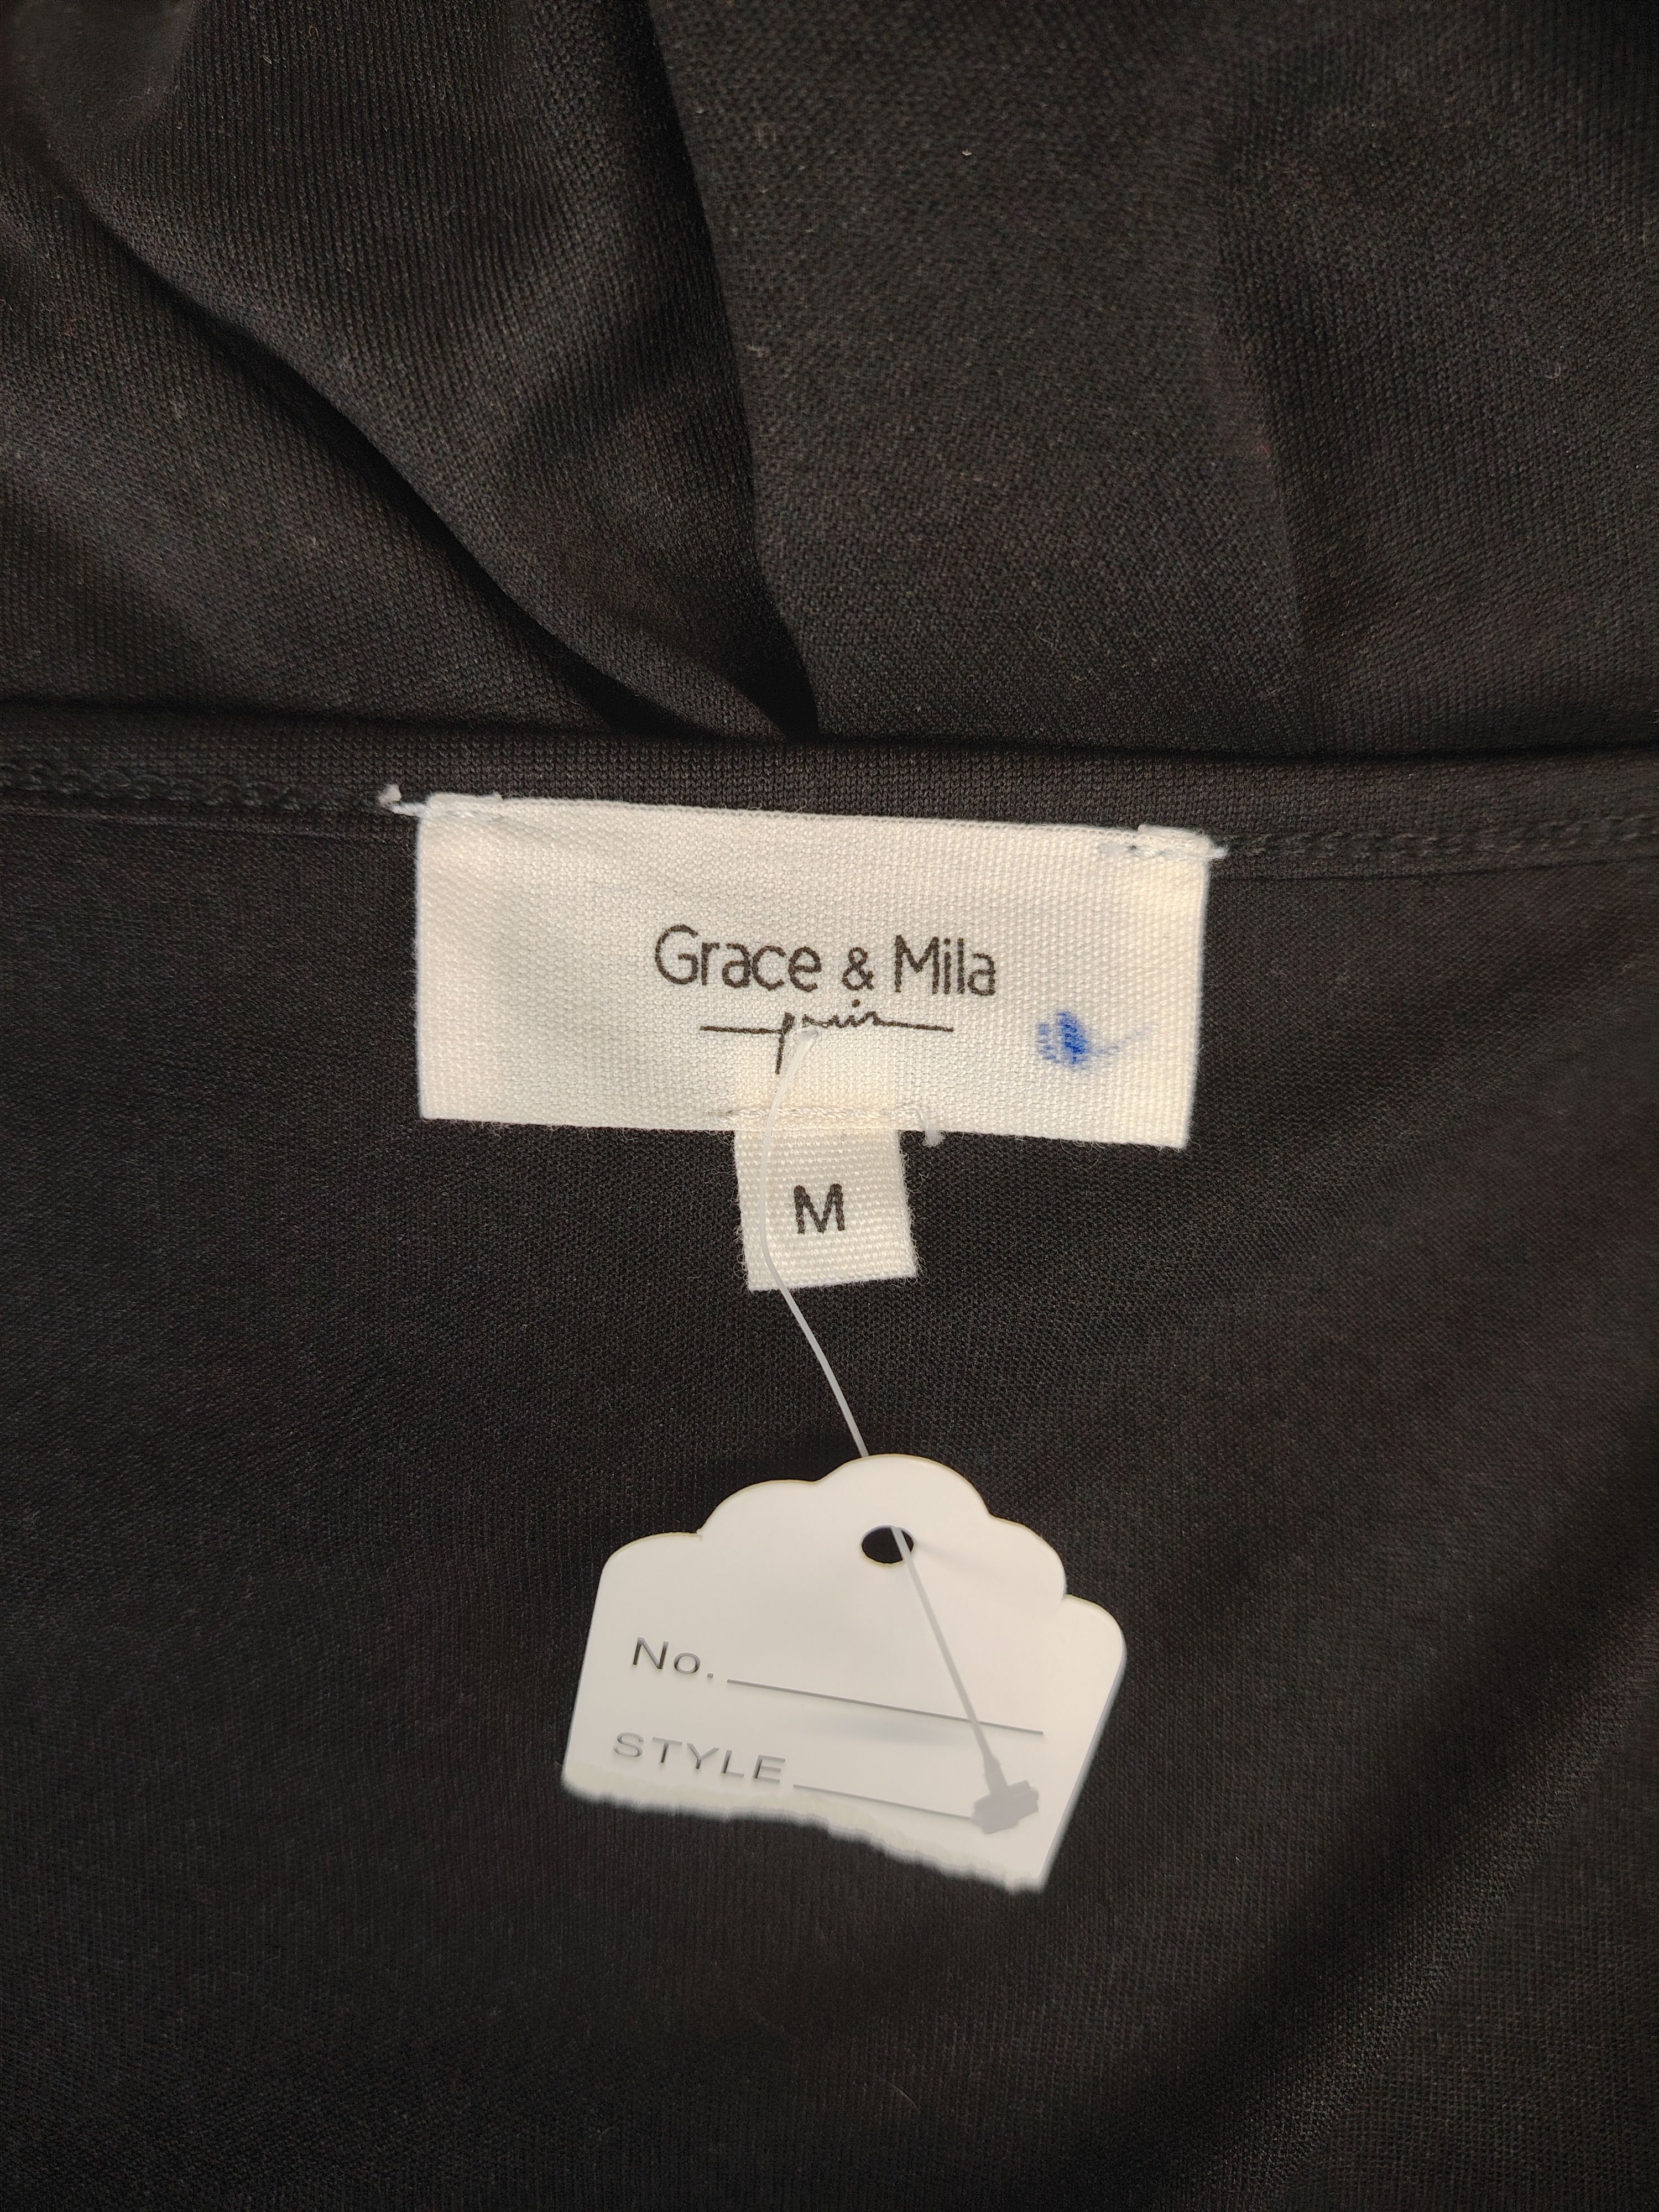 Grace & Mila
paris
M
No.
STYLE